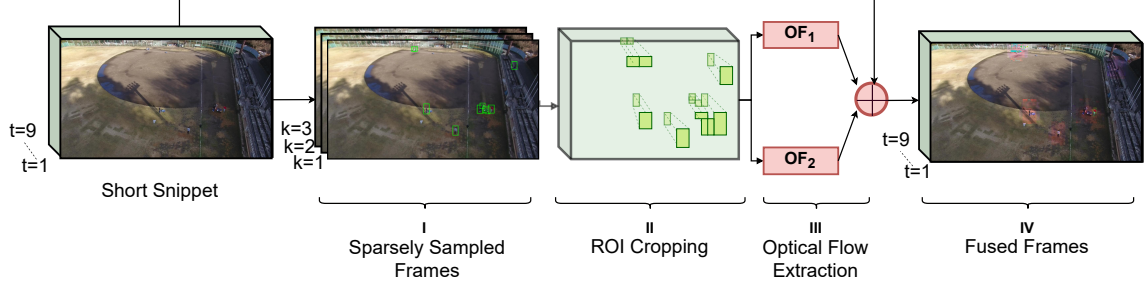 t=9
t=1
Short Snippet
k=3
k=2
k=1
I
Sparsely Sampled
Frames
II
ROI Cropping
OF1
OF2
III
Optical Flow
Extraction
t=9
t=1
IV
Fused Frames